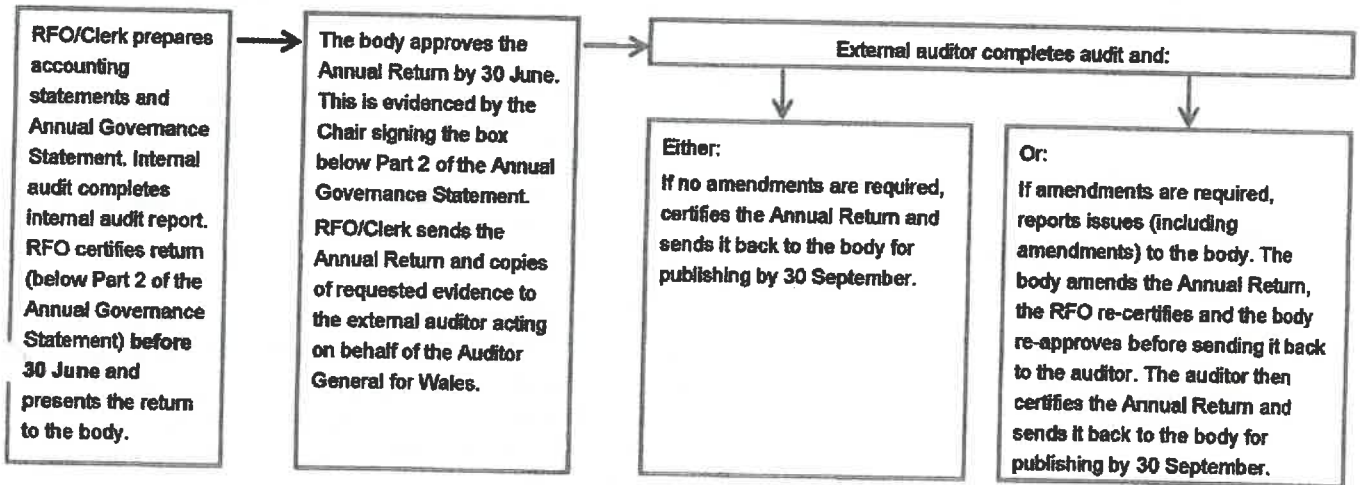 RFO/Clerk prepares
accounting
statements and
Annual Governance
Statement. Internal
audit completes
internal audit report.
RFO certifies return
(below Part 2 of the
Annual Governance
Statement) before
30 June and
presents the return
to the body.
The body approves the
Annual Return by 30 June.
This is evidenced by the
Chair signing the box
below Part 2 of the Annual
Governance Statement.
RFO/Clerk sends the
Annual Return and copies
of requested evidence to
the external auditor acting
on behalf of the Auditor
General for Wales.
External auditor completes audit and:
Either:
If no amendments are required,
certifies the Annual Return and
sends it back to the body for
publishing by 30 September.
Or:
If amendments are required,
reports issues (including
amendments) to the body. The
body amends the Annual Return,
the RFO re-certifies and the body
re-approves before sending it back
to the auditor. The auditor then
certifies the Annual Return and
sends it back to the body for
publishing by 30 September.